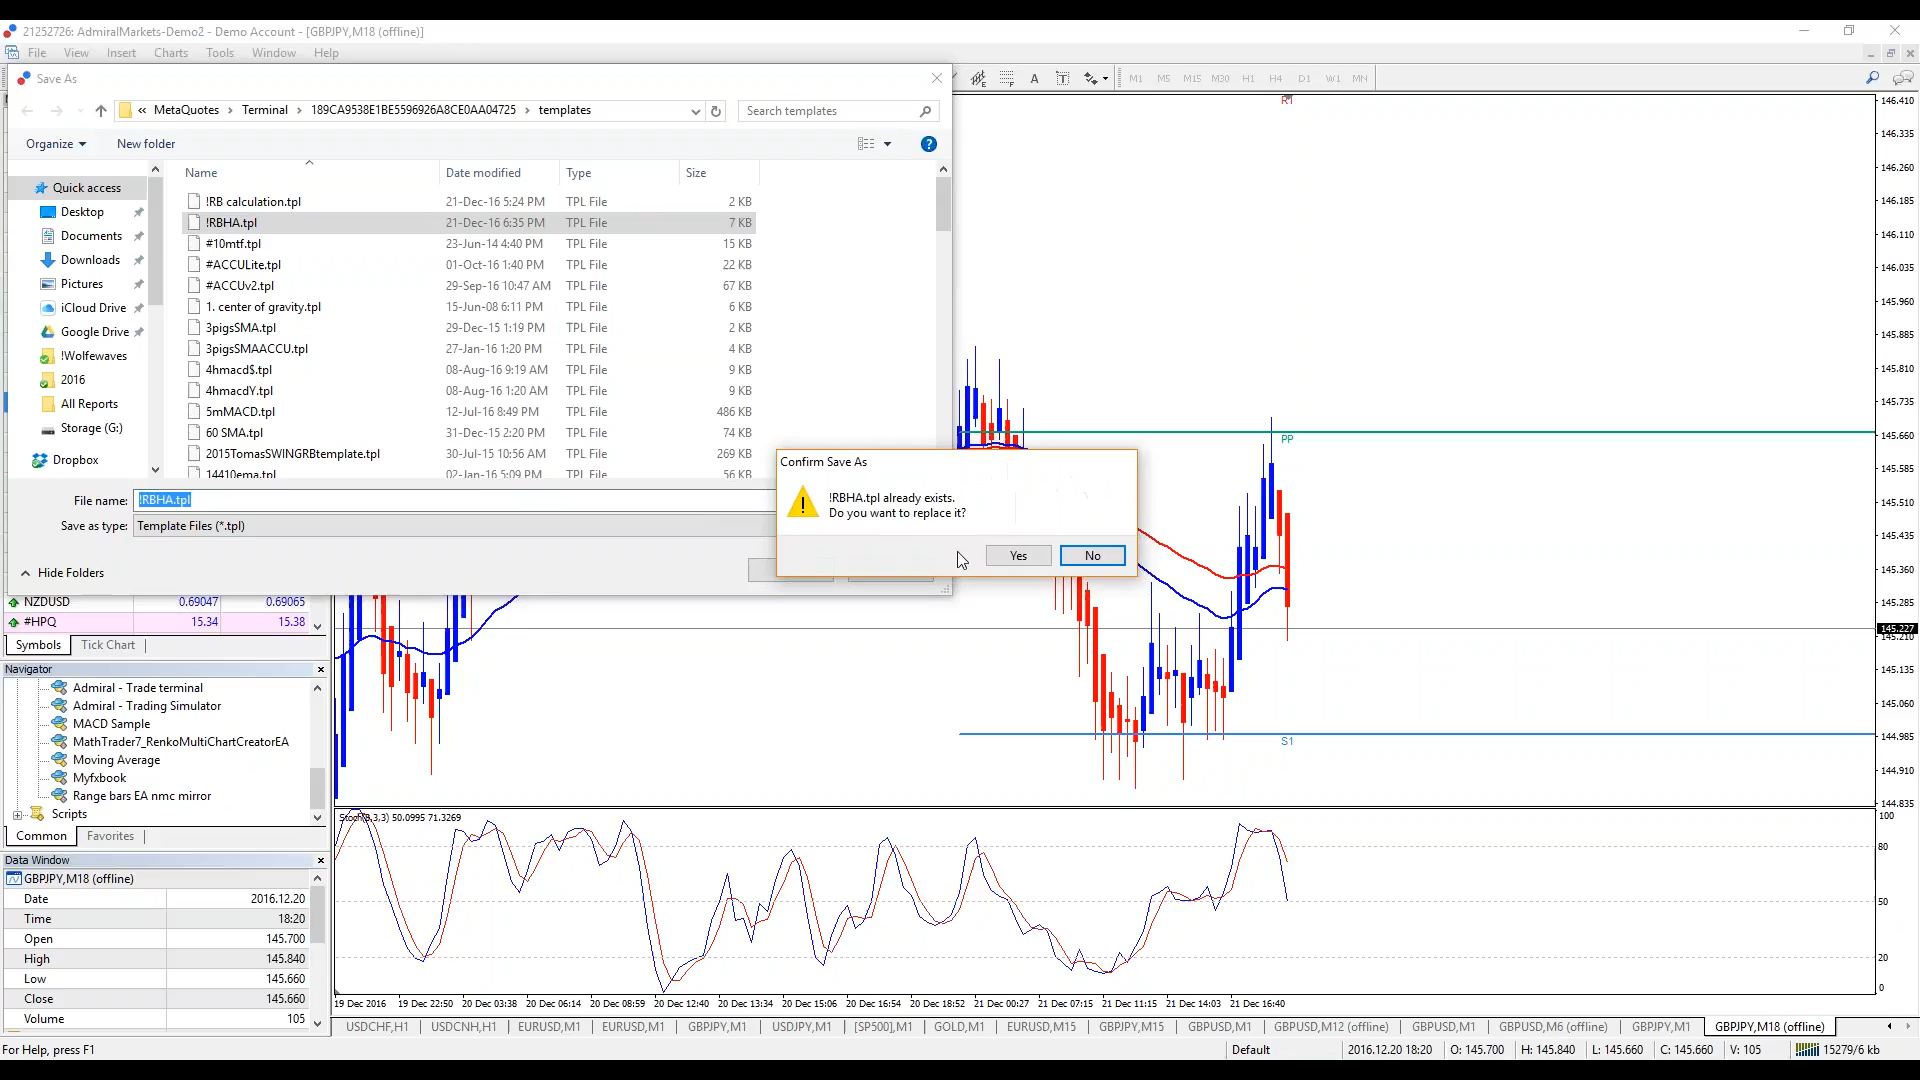 21252726: AdmiralMarkets-Demo2 - Demo Account - [GBPJPY,M18 (offline)]
File View Insert Charts Tools Window Help
Save As
A T M1 M5 M15 M30 H1 H4 D1 W1 MN
« MetaQuotes › Terminal › 189CA9538E1BE5596926A8CE0AA04725 › templates
Search templates
Organize New folder
Name Date modified Type Size
Quick access
Desktop
Documents
Downloads
Pictures
iCloud Drive
Google Drive
!Wolfewaves
2016
All Reports
Storage (G:)
Dropbox
!RB calculation.tpl 21-Dec-16 5:24 PM TPL File 2 KB
!RBHA.tpl 21-Dec-16 6:35 PM TPL File 7 KB
#10mtf.tpl 23-Jun-14 4:40 PM TPL File 15 KB
#ACCULite.tpl 01-Oct-16 1:40 PM TPL File 22 KB
#ACCUv2.tpl 29-Sep-16 10:47 AM TPL File 67 KB
1. center of gravity.tpl 15-Jun-08 6:11 PM TPL File 6 KB
3pigsSMA.tpl 29-Dec-15 1:19 PM TPL File 2 KB
3pigsSMAACCU.tpl 27-Jan-16 1:20 PM TPL File 4 KB
4hmacd$.tpl 08-Aug-16 9:19 AM TPL File 9 KB
4hmacdY.tpl 08-Aug-16 1:20 AM TPL File 9 KB
5mMACD.tpl 12-Jul-16 8:49 PM TPL File 486 KB
60 SMA.tpl 31-Dec-15 2:20 PM TPL File 74 KB
2015TomasSWINGRBtemplate.tpl 30-Jul-15 10:56 AM TPL File 269 KB
14410ema.tpl 02-Jan-16 5:09 PM TPL File 56 KB
File name: !RBHA.tpl
Save as type: Template Files (*.tpl)
Hide Folders
Confirm Save As
!RBHA.tpl already exists.
Do you want to replace it?
Yes No
R1
PP
S1
146.410
146.335
146.260
146.185
146.110
146.035
145.960
145.885
145.810
145.735
145.660
145.585
145.510
145.435
145.360
145.285
145.227
145.210
145.135
145.060
144.985
144.910
144.835
NZDUSD 0.69047 0.69065
#HPQ 15.34 15.38
Symbols Tick Chart
Navigator
Admiral - Trade terminal
Admiral - Trading Simulator
MACD Sample
MathTrader7_RenkoMultiChartCreatorEA
Moving Average
Myfxbook
Range bars EA nmc mirror
Scripts
Common Favorites
Data Window
GBPJPY,M18 (offline)
Date 2016.12.20
Time 18:20
Open 145.700
High 145.840
Low 145.660
Close 145.660
Volume 105
Stoch(8,3,3) 50.0995 71.3269
100
80
50
20
0
19 Dec 2016 19 Dec 22:50 20 Dec 03:38 20 Dec 06:14 20 Dec 08:59 20 Dec 12:40 20 Dec 13:34 20 Dec 15:06 20 Dec 16:54 20 Dec 18:52 21 Dec 00:27 21 Dec 07:15 21 Dec 11:15 21 Dec 14:03 21 Dec 16:40
USDCHF,H1 USDCNH,H1 EURUSD,M1 EURUSD,M1 GBPJPY,M1 USDJPY,M1 [SP500],M1 GOLD,M1 EURUSD,M15 GBPJPY,M15 GBPUSD,M1 GBPUSD,M12 (offline) GBPUSD,M1 GBPUSD,M6 (offline) GBPJPY,M1 GBPJPY,M18 (offline)
For Help, press F1 Default 2016.12.20 18:20 O: 145.700 H: 145.840 L: 145.660 C: 145.660 V: 105 15279/6 kb